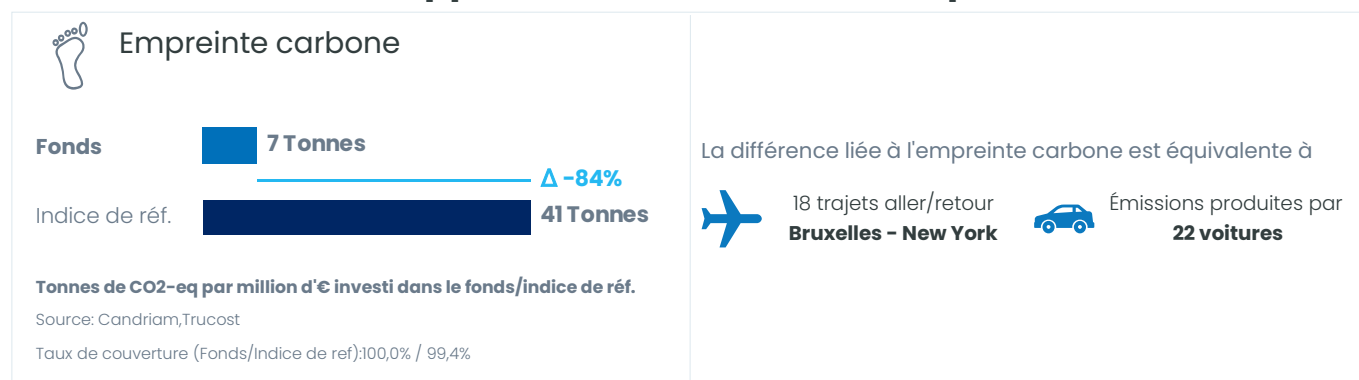 Empreinte carbone
Fonds
7 Tonnes
Δ -84%
Indice de réf.
41 Tonnes
Tonnes de CO2-eq par million d'€ investi dans le fonds/indice de réf.
Source: Candriam,Trucost
Taux de couverture (Fonds/Indice de ref):100,0% / 99,4%
La différence liée à l'empreinte carbone est équivalente à
18 trajets aller/retour
Bruxelles - New York
Émissions produites par
22 voitures